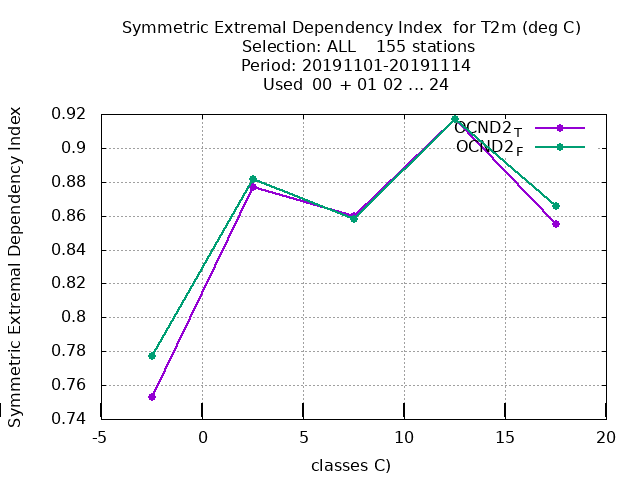 Symmetric Extremal Dependency Index for T2m (deg C)
Selection: ALL 155 stations
Period: 20191101-20191114
Used 00 + 01 02 ... 24
Symmetric Extremal Dependency Index
0.92
0.9
0.88
0.86
0.84
0.82
0.8
0.78
0.76
0.74
OCND2T
OCND2F
-5 0 5 10 15 20
classes C)